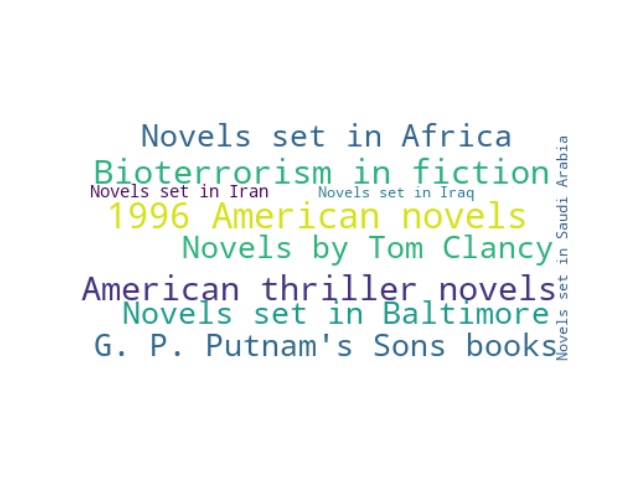 Novels set in Africa
Bioterrorism in fiction
Novels set in Iran
Novels set in Iraq
1996 American novels
Novels by Tom Clancy
American thriller novels
Novels set in Baltimore
G. P. Putnam's Sons books
Novels set in Saudi Arabia